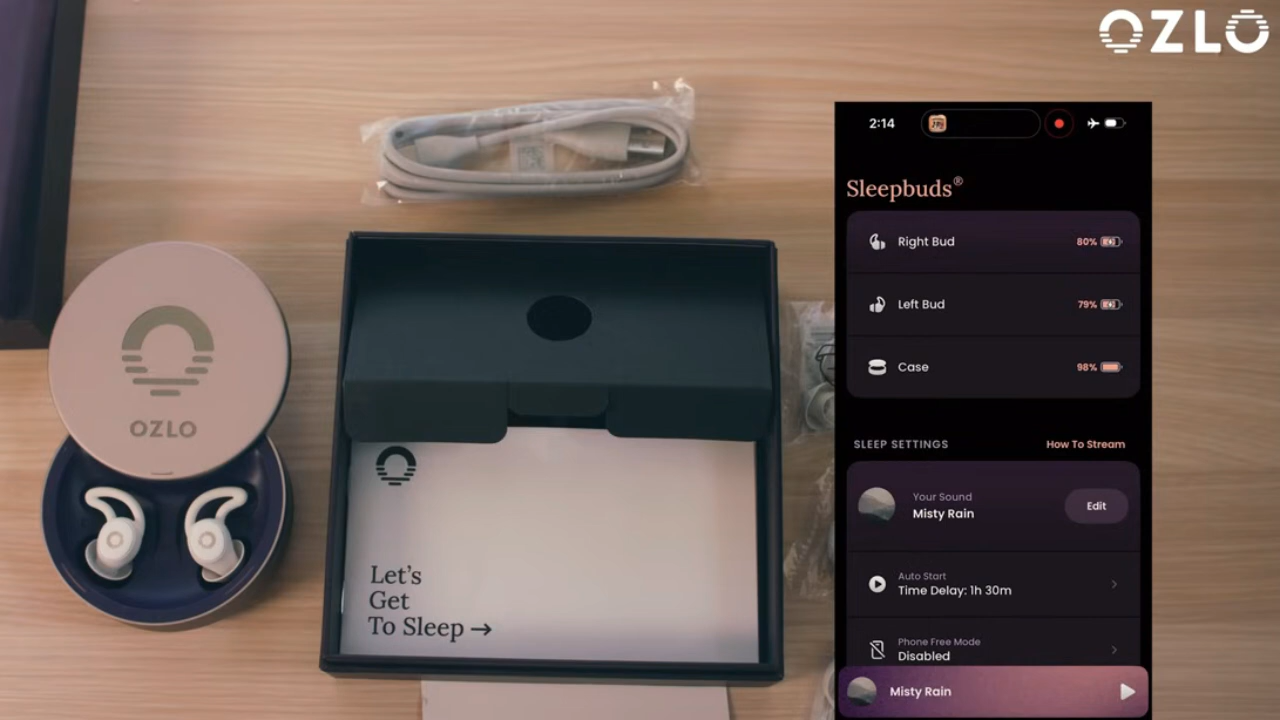 OZLO
OZLO
Let's
Get
To Sleep →
2:14
Sleepbuds®
Right Bud 80%
Left Bud 79%
Case 98%
SLEEP SETTINGS How To Stream
Your Sound
Misty Rain
Edit
Auto Start
Time Delay: 1h 30m
Phone Free Mode
Disabled
Misty Rain